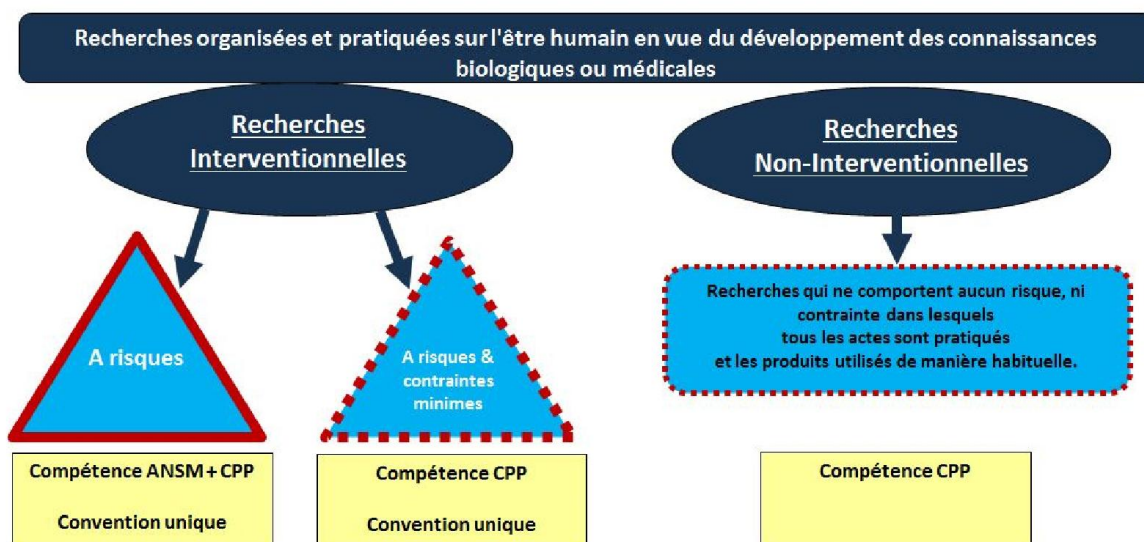 Recherches organisées et pratiquées sur l'être humain en vue du développement des connaissances
biologiques ou médicales
Recherches
Interventionnelles
Recherches
Non-Interventionnelles
A risques
A risques &
contraintes
minimes
Recherches qui ne comportent aucun risque, ni
contrainte dans lesquels
tous les actes sont pratiqués
et les produits utilisés de manière habituelle.
Compétence ANSM + CPP
Convention unique
Compétence CPP
Convention unique
Compétence CPP